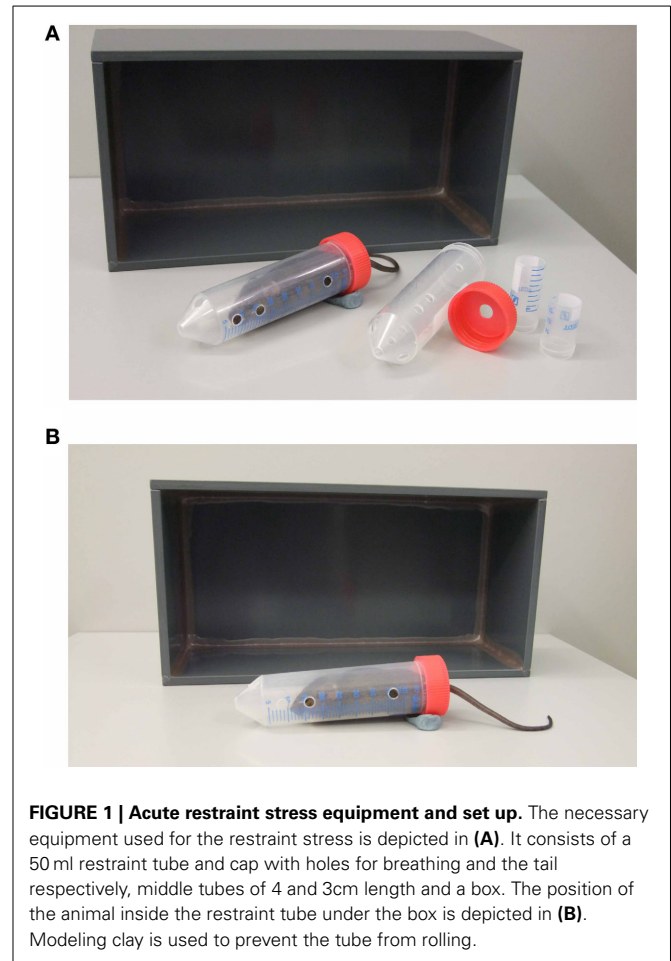 A
B
FIGURE 1 | Acute restraint stress equipment and set up. The necessary
equipment used for the restraint stress is depicted in (A). It consists of a
50 ml restraint tube and cap with holes for breathing and the tail
respectively, middle tubes of 4 and 3cm length and a box. The position of
the animal inside the restraint tube under the box is depicted in (B).
Modeling clay is used to prevent the tube from rolling.